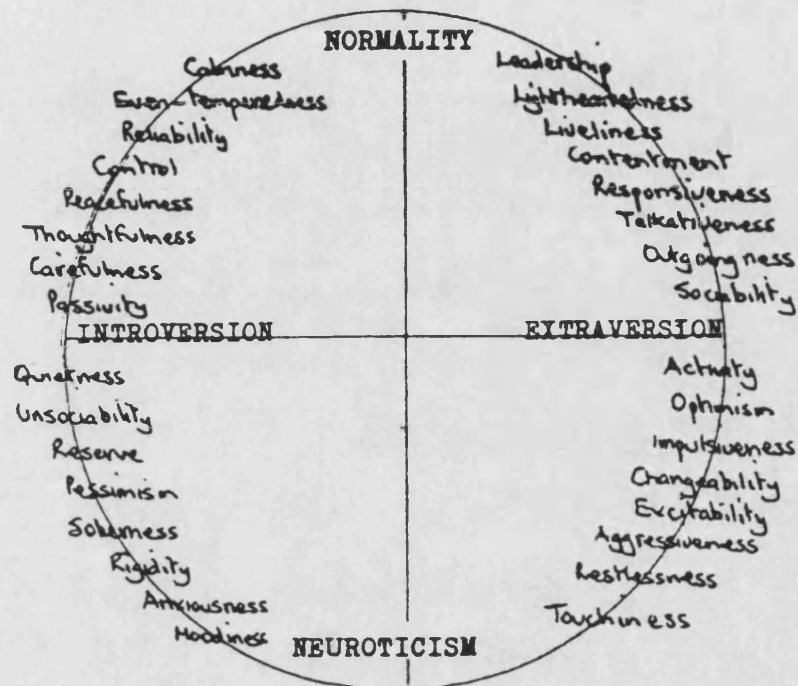 NORMALITY
Calmness
Even-temperedness
Reliability
Control
Peacefulness
Thoughtfulness
Carefulness
Passivity
Leadership
Lightheartedness
Liveliness
Contentment
Responsiveness
Talkativeness
Outgoingness
Sociability
INTROVERSION
EXTRAVERSION
Quietness
Unsociability
Reserve
Pessimism
Soberness
Rigidity
Anxiousness
Moodiness
Activity
Optimism
Impulsiveness
Changeability
Excitability
Aggressiveness
Restlessness
Touchiness
NEUROTICISM